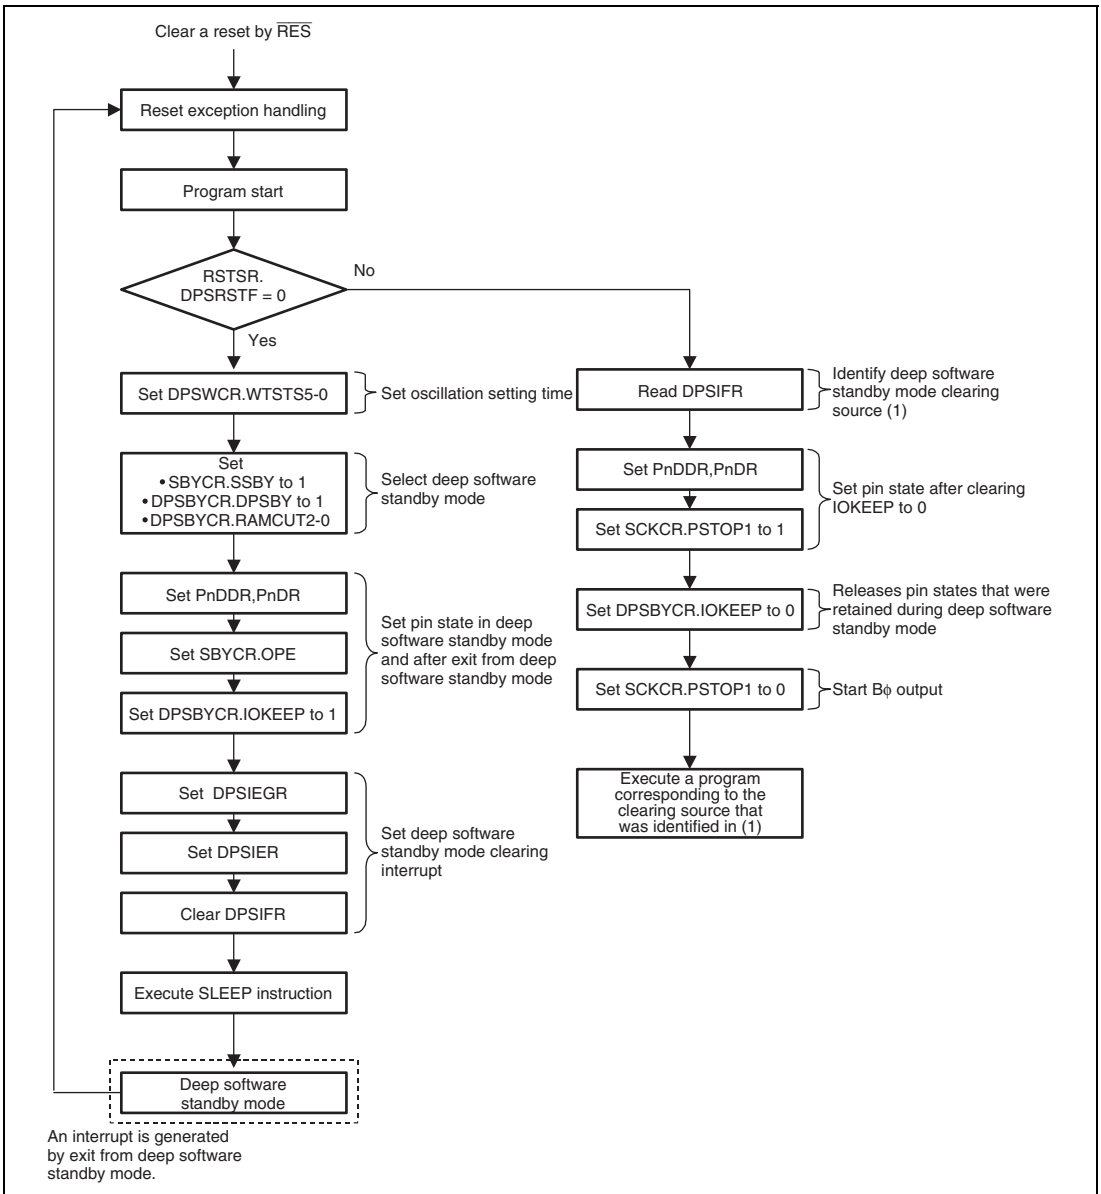 Clear a reset by RES
Reset exception handling
Program start
RSTSR.
DPSRSTF = 0
No
Yes
Set DPSWCR.WTSTS5-0
Set oscillation setting time
Set
•SBYCR.SSBY to 1
•DPSBYCR.DPSBY to 1
•DPSBYCR.RAMCUT2-0
Select deep software
standby mode
Set PnDDR,PnDR
Set SBYCR.OPE
Set DPSBYCR.IOKEEP to 1
Set pin state in deep
software standby mode
and after exit from deep
software standby mode
Set DPSIEGR
Set DPSIER
Clear DPSIFR
Set deep software
standby mode clearing
interrupt
Execute SLEEP instruction
Deep software
standby mode
An interrupt is generated
by exit from deep software
standby mode.
Read DPSIFR
Identify deep software
standby mode clearing
source (1)
Set PnDDR,PnDR
Set SCKCR.PSTOP1 to 1
Set pin state after clearing
IOKEEP to 0
Set DPSBYCR.IOKEEP to 0
Releases pin states that were
retained during deep software
standby mode
Set SCKCR.PSTOP1 to 0
Start Bϕ output
Execute a program
corresponding to the
clearing source that
was identified in (1)